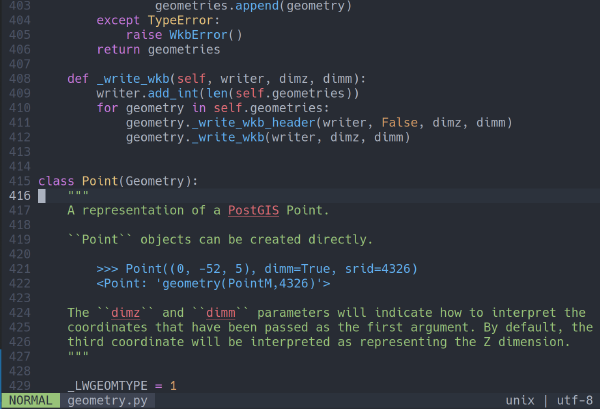 403                 geometries.append(geometry)
404         except TypeError:
405             raise WkbError()
406         return geometries
407
408     def _write_wkb(self, writer, dimz, dimm):
409         writer.add_int(len(self.geometries))
410         for geometry in self.geometries:
411             geometry._write_wkb_header(writer, False, dimz, dimm)
412             geometry._write_wkb(writer, dimz, dimm)
413
414
415 class Point(Geometry):
416     """
417     A representation of a PostGIS Point.
418
419     ``Point`` objects can be created directly.
420
421         >>> Point((0, -52, 5), dimm=True, srid=4326)
422         <Point: 'geometry(PointM,4326)'>
423
424     The ``dimz`` and ``dimm`` parameters will indicate how to interpret the
425     coordinates that have been passed as the first argument. By default, the
426     third coordinate will be interpreted as representing the Z dimension.
427     """
428
429     _LWGEOMTYPE = 1
NORMAL geometry.py unix | utf-8